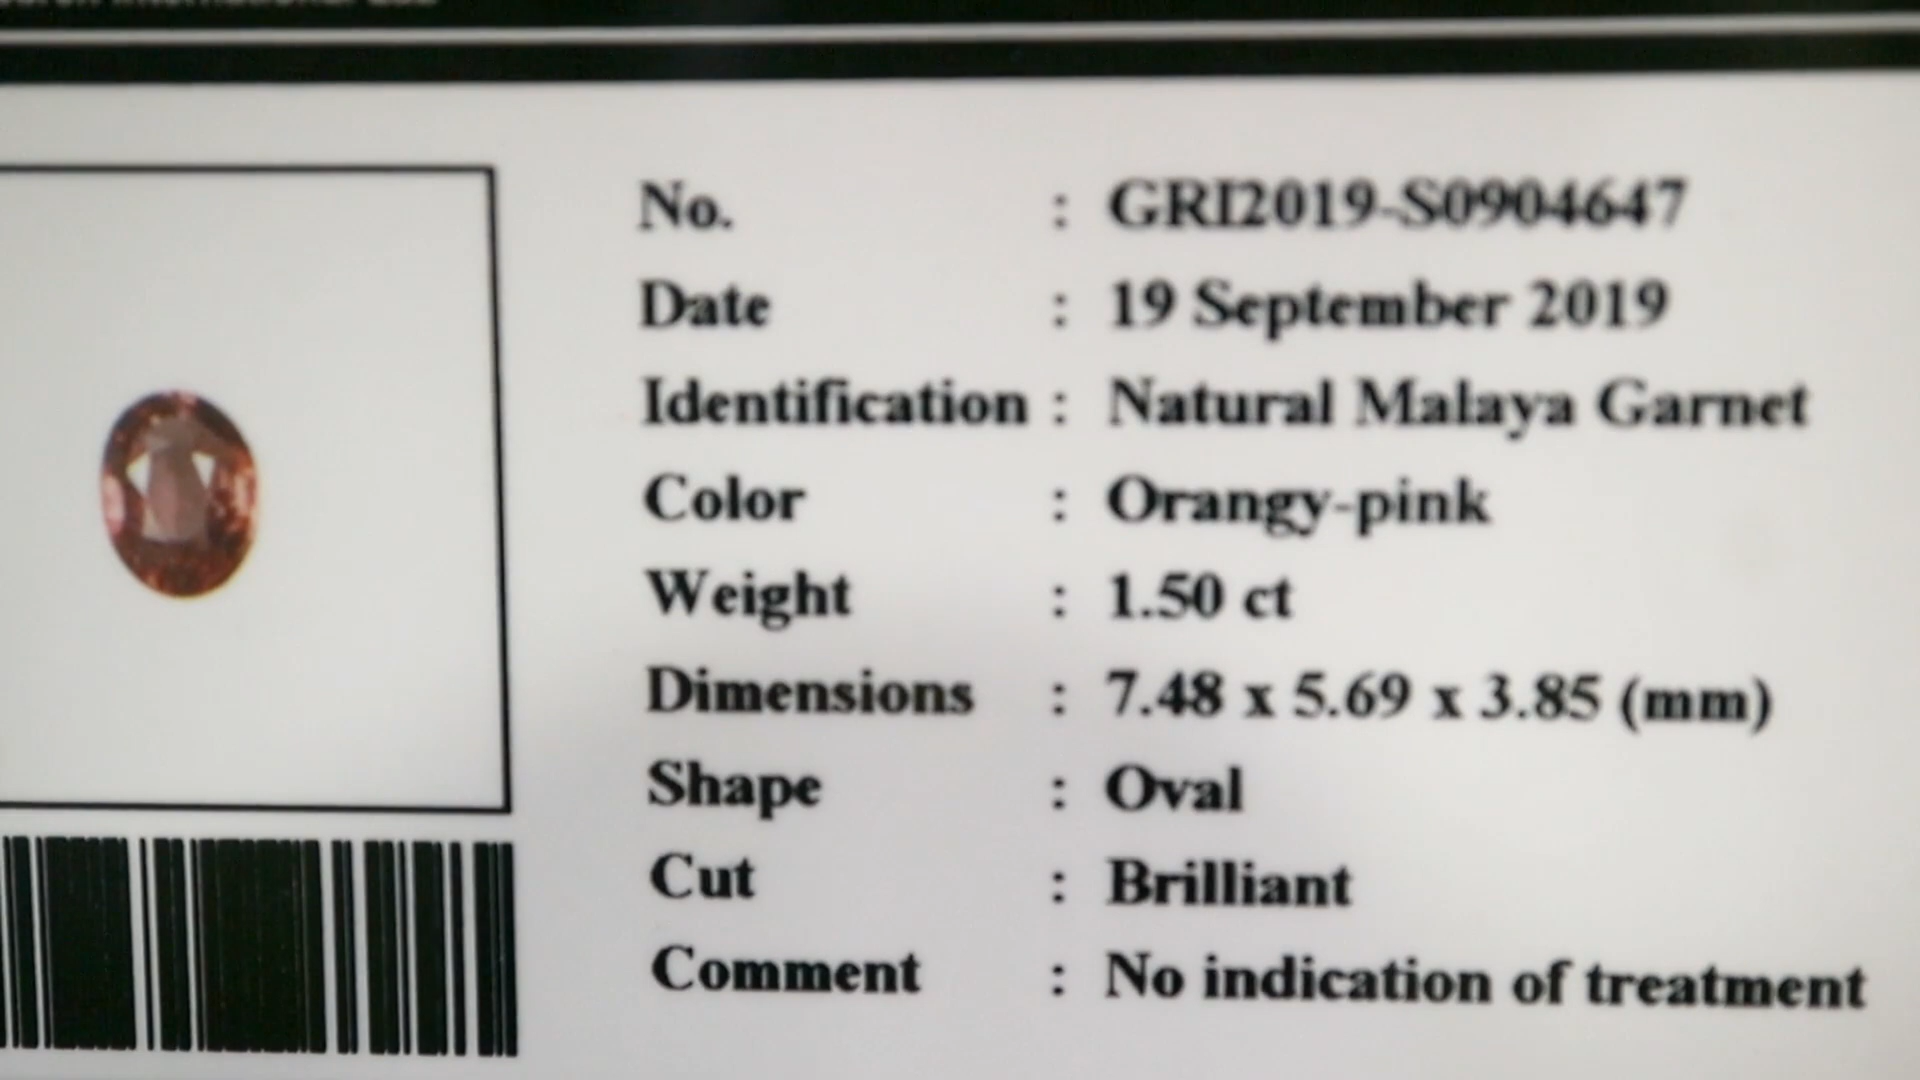 No. : GRI2019-S0904647
Date : 19 September 2019
Identification : Natural Malaya Garnet
Color : Orangy-pink
Weight : 1.50 ct
Dimensions : 7.48 x 5.69 x 3.85 (mm)
Shape : Oval
Cut : Brilliant
Comment : No indication of treatment